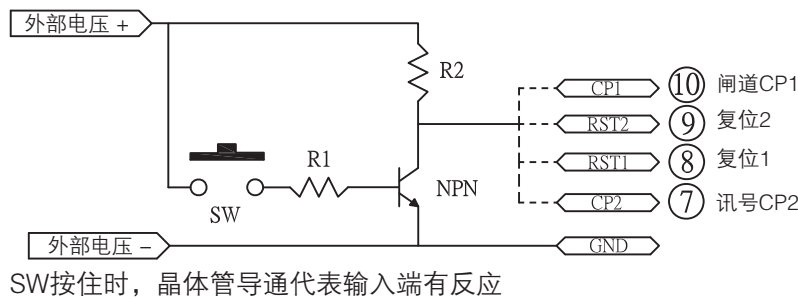 外部电压 +
R2
CP1 ⑩ 闸道CP1
RST2 ⑨ 复位2
R1
RST1 ⑧ 复位1
NPN
SW
CP2 ⑦ 讯号CP2
外部电压 −
GND
SW按住时，晶体管导通代表输入端有反应